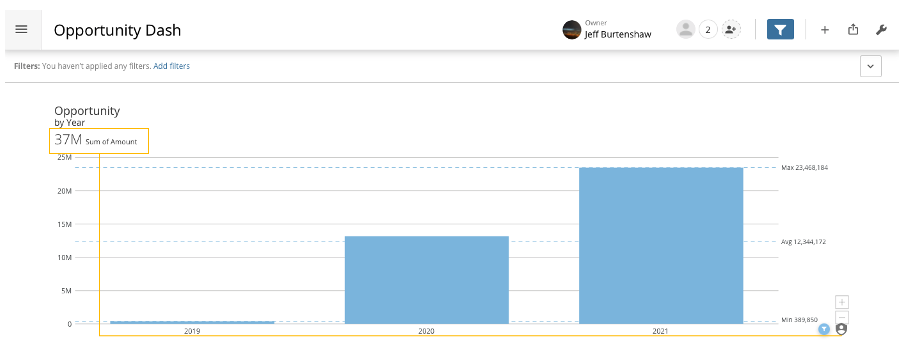 Opportunity Dash
Owner
Jeff Burtenshaw
2
Filters: You haven't applied any filters. Add filters
Opportunity
by Year
37M Sum of Amount
25M
Max 23,468,184
20M
15M
Avg 12,344,172
10M
5M
0
Min 389,850
2019 2020 2021